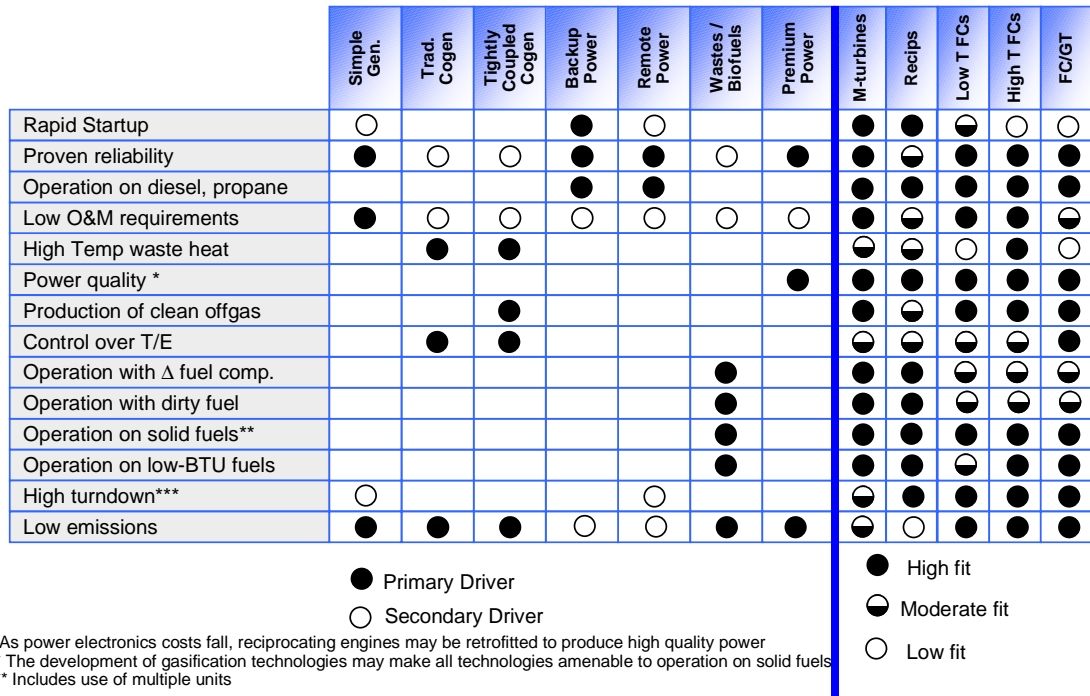 Simple Gen.
Trad. Cogen
Tightly Coupled Cogen
Backup Power
Remote Power
Wastes / Biofuels
Premium Power
M-turbines
Recips
Low T FCs
High T FCs
FC/GT
Rapid Startup
Proven reliability
Operation on diesel, propane
Low O&M requirements
High Temp waste heat
Power quality *
Production of clean offgas
Control over T/E
Operation with Δ fuel comp.
Operation with dirty fuel
Operation on solid fuels**
Operation on low-BTU fuels
High turndown***
Low emissions
Primary Driver
Secondary Driver
High fit
Moderate fit
Low fit
As power electronics costs fall, reciprocating engines may be retrofitted to produce high quality power
The development of gasification technologies may make all technologies amenable to operation on solid fuels
* Includes use of multiple units